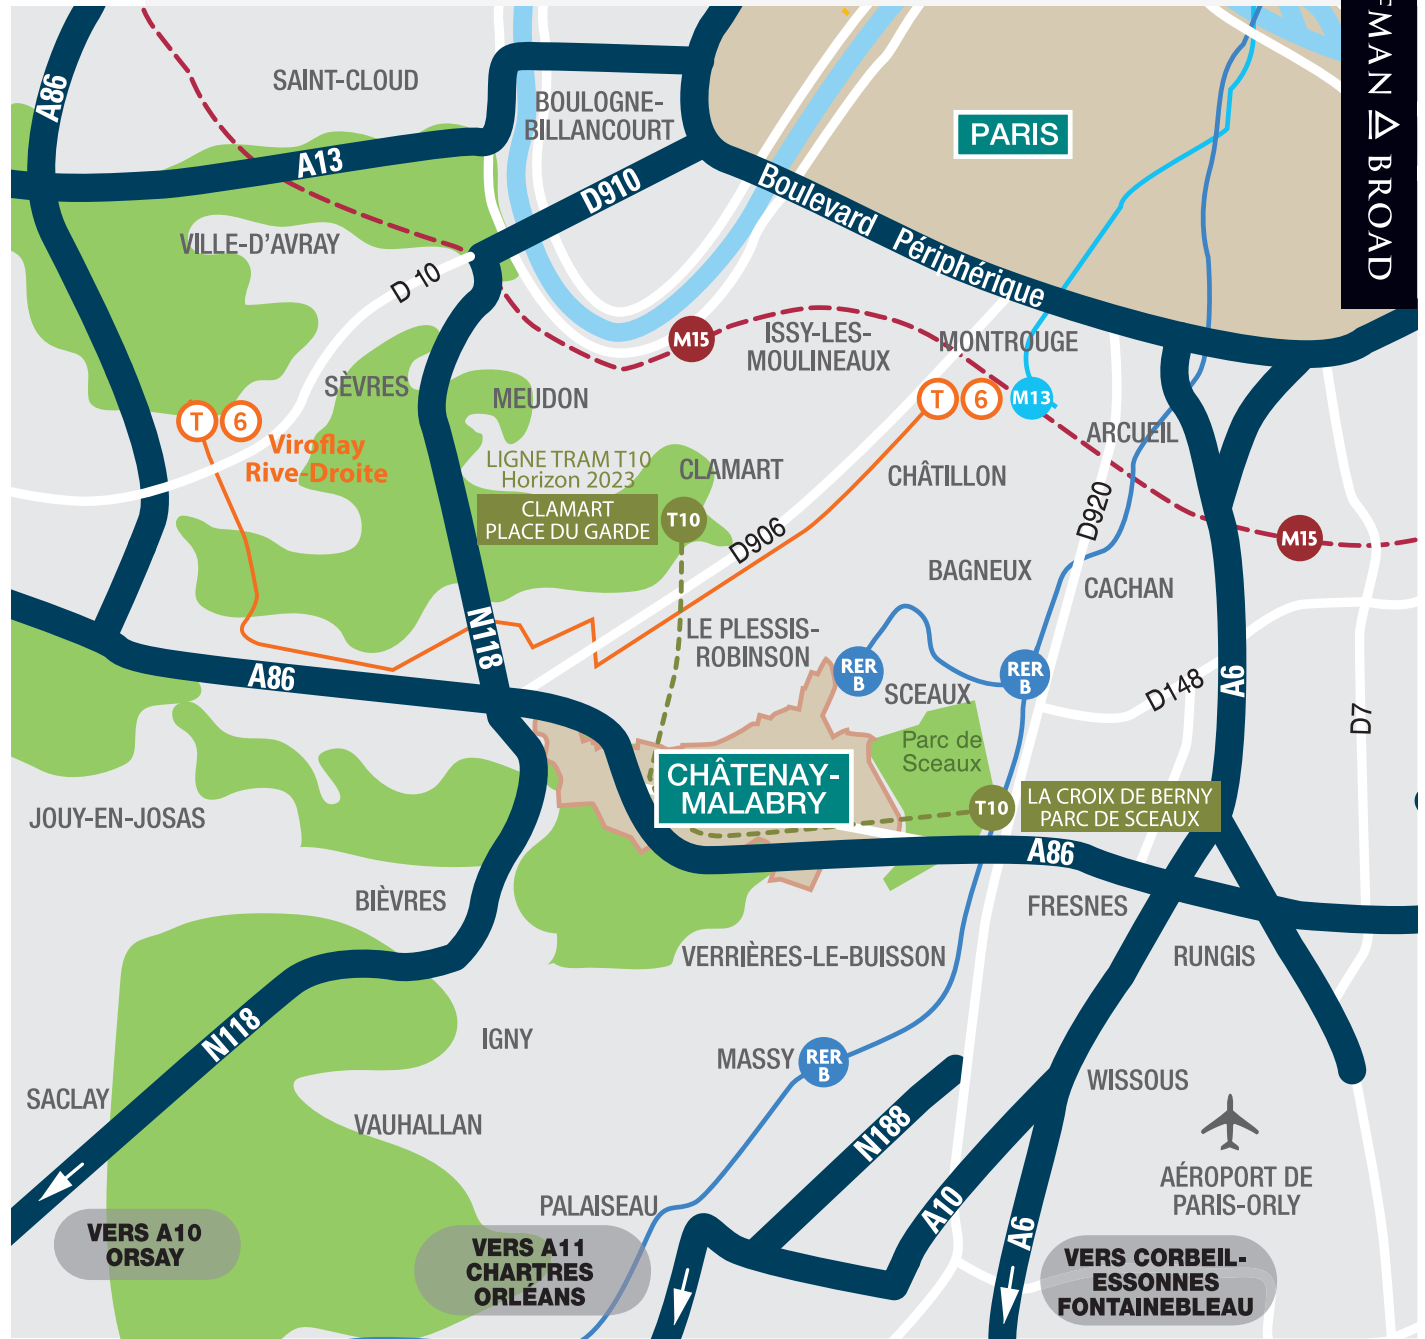 FMAN BROAD
A86
SAINT-CLOUD
BOULOGNE-
BILLANCOURT
PARIS
A13
D910
Boulevard Périphérique
VILLE-D'AVRAY
D 10
M15
ISSY-LES-
MOULINEAUX
MONTROUGE
SÈVRES
MEUDON
T 6
M13
T 6
Viroflay
Rive-Droite
ARCUEIL
LIGNE TRAM T10
Horizon 2023
CLAMART
CHÂTILLON
CLAMART
PLACE DU GARDE
T10
D906
D920
M15
BAGNEUX
CACHAN
N118
LE PLESSIS-
ROBINSON
RER
B
RER
B
A86
SCEAUX
D148
A6
D7
Parc de
Sceaux
CHÂTENAY-
MALABRY
T10
LA CROIX DE BERNY
PARC DE SCEAUX
JOUY-EN-JOSAS
A86
BIÈVRES
FRESNES
VERRIÈRES-LE-BUISSON
RUNGIS
N118
IGNY
MASSY
RER
B
WISSOUS
SACLAY
VAUHALLAN
N188
AÉROPORT DE
PARIS-ORLY
PALAISEAU
A10
A6
VERS A10
ORSAY
VERS A11
CHARTRES
ORLÉANS
VERS CORBEIL-
ESSONNES
FONTAINEBLEAU